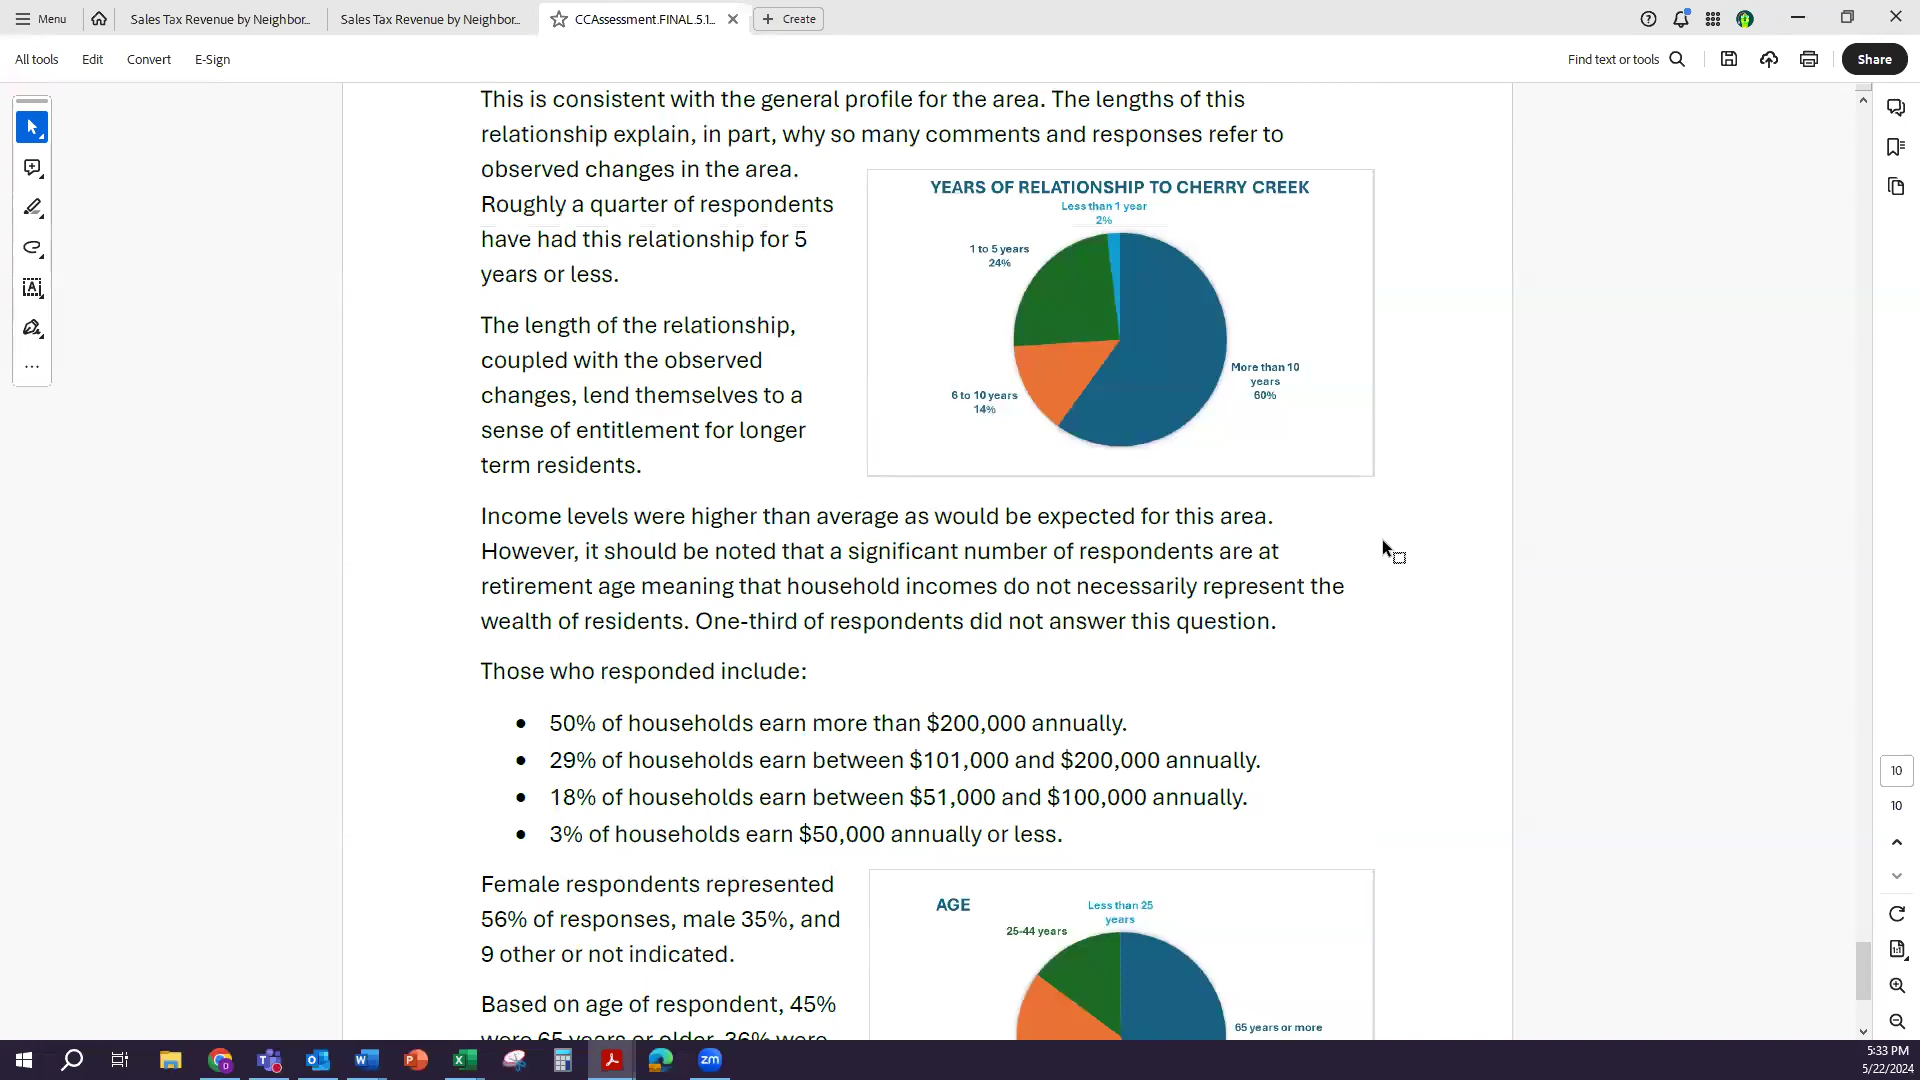 Menu
Sales Tax Revenue by Neighbor...
Sales Tax Revenue by Neighbor...
CCAssessment.FINAL.5.1...
Create
All tools
Edit
Convert
E-Sign
Find text or tools
Share
This is consistent with the general profile for the area. The lengths of this
relationship explain, in part, why so many comments and responses refer to
observed changes in the area.
Roughly a quarter of respondents
have had this relationship for 5
years or less.
The length of the relationship,
coupled with the observed
changes, lend themselves to a
sense of entitlement for longer
term residents.
YEARS OF RELATIONSHIP TO CHERRY CREEK
Less than 1 year
2%
1 to 5 years
24%
More than 10
years
60%
6 to 10 years
14%
Income levels were higher than average as would be expected for this area.
However, it should be noted that a significant number of respondents are at
retirement age meaning that household incomes do not necessarily represent the
wealth of residents. One-third of respondents did not answer this question.
Those who responded include:
• 50% of households earn more than $200,000 annually.
• 29% of households earn between $101,000 and $200,000 annually.
• 18% of households earn between $51,000 and $100,000 annually.
• 3% of households earn $50,000 annually or less.
Female respondents represented
56% of responses, male 35%, and
9 other or not indicated.
Based on age of respondent, 45%
were 65 years or older, 36% were
AGE
Less than 25
years
25-44 years
65 years or more
10
10
1:1
zm
5:33 PM
5/22/2024